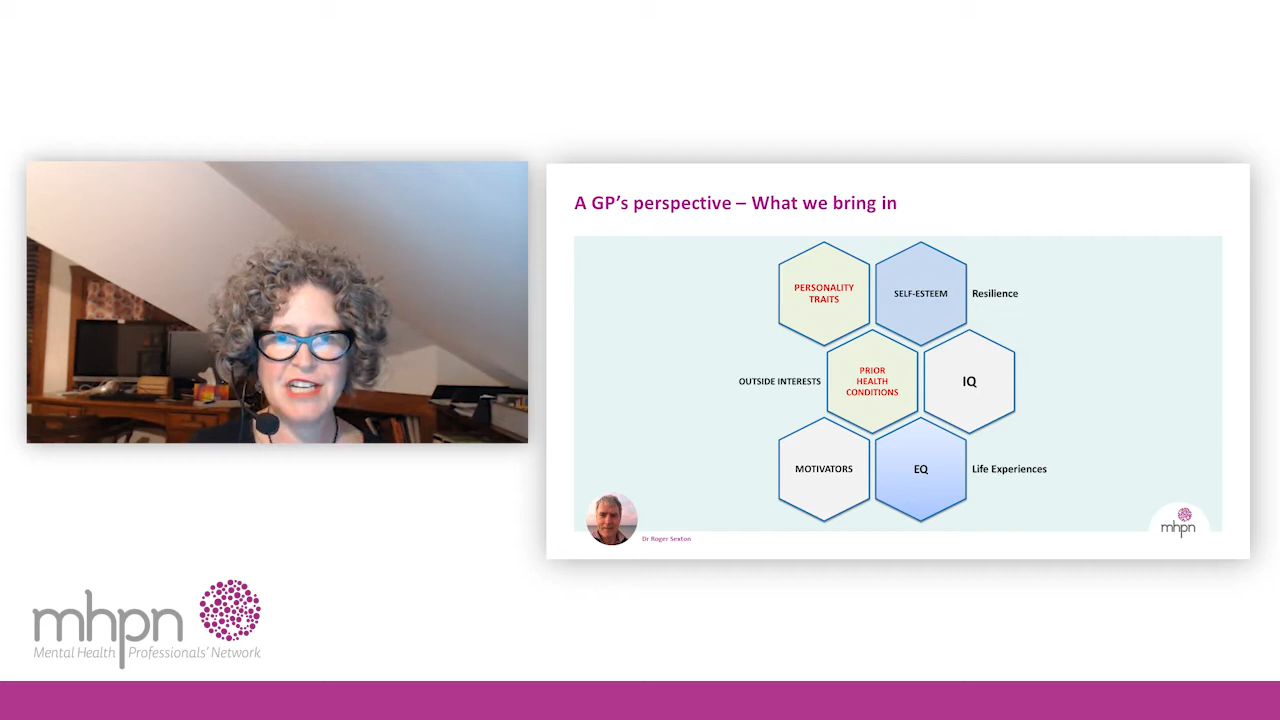 A GP's perspective – What we bring in
PERSONALITY
TRAITS
SELF-ESTEEM
Resilience
OUTSIDE INTERESTS
PRIOR
HEALTH
CONDITIONS
IQ
MOTIVATORS
EQ
Life Experiences
Dr Roger Sexton
mhpn
mhpn
Mental Health Professionals' Network